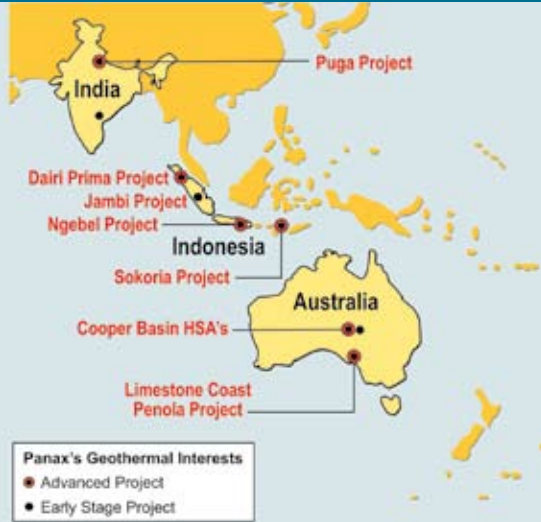 Puga Project
India
Dairi Prima Project
Jambi Project
Ngebel Project
Indonesia
Sokoria Project
Australia
Cooper Basin HSA's
Limestone Coast
Penola Project
Panax's Geothermal Interests
Advanced Project
Early Stage Project